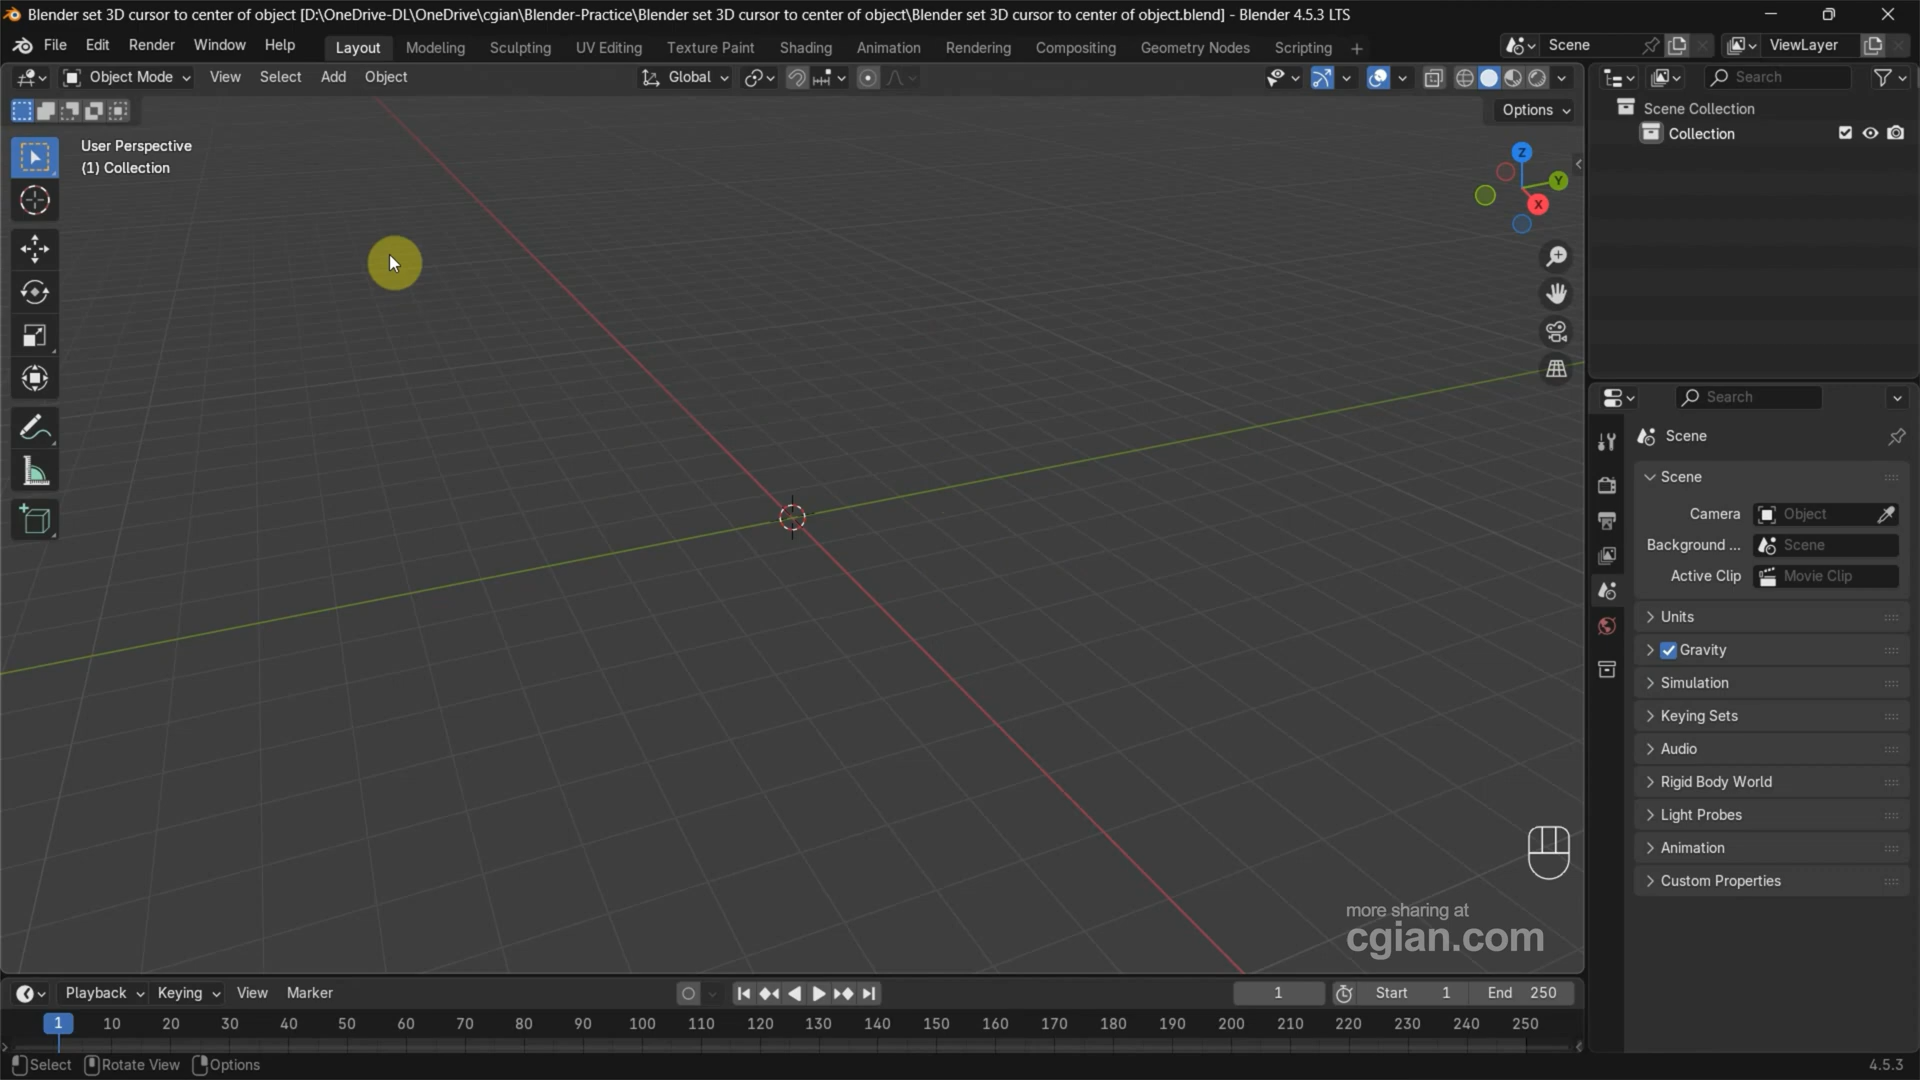 Blender set 3D cursor to center of object [D:\OneDrive-DL\OneDrive\cgian\Blender-Practice\Blender set 3D cursor to center of object\Blender set 3D cursor to center of object.blend] - Blender 4.5.3 LTS
File Edit Render Window Help Layout Modeling Sculpting UV Editing Texture Paint Shading Animation Rendering Compositing Geometry Nodes Scripting + Scene ViewLayer
Object Mode View Select Add Object Global Search
Options
Scene Collection
Collection
User Perspective
(1) Collection
Z
Y
X
Search
Scene
Scene
Camera Object
Background ... Scene
Active Clip Movie Clip
Units
Gravity
Simulation
Keying Sets
Audio
Rigid Body World
Light Probes
Animation
Custom Properties
more sharing at
cgian.com
Playback Keying View Marker 1 Start 1 End 250
1 10 20 30 40 50 60 70 80 90 100 110 120 130 140 150 160 170 180 190 200 210 220 230 240 250
Select Rotate View Options 4.5.3